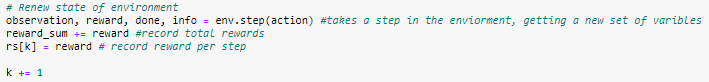 # Renew state of environment
observation, reward, done, info = env.step(action) #takes a step in the enviorment, getting a new set of varibles
reward_sum += reward #record total rewards
rs[k] = reward # record reward per step
k += 1